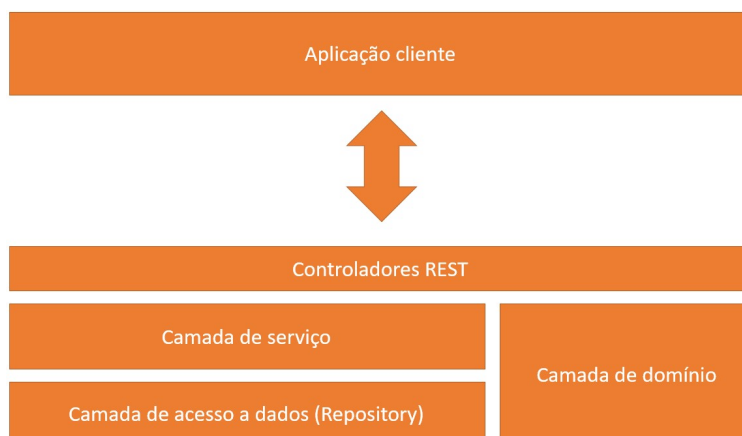 Aplicação cliente
Controladores REST
Camada de serviço
Camada de domínio
Camada de acesso a dados (Repository)